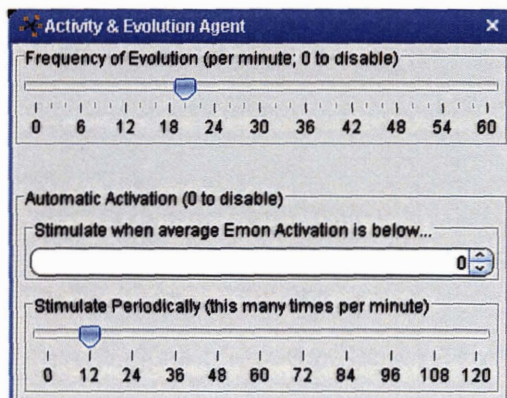 Activity & Evolution Agent
Frequency of Evolution (per minute; 0 to disable)
0 6 12 18 24 30 36 42 48 54 60
Automatic Activation (0 to disable)
Stimulate when average Emon Activation is below...
0
Stimulate Periodically (this many times per minute)
0 12 24 36 48 60 72 84 96 108 120